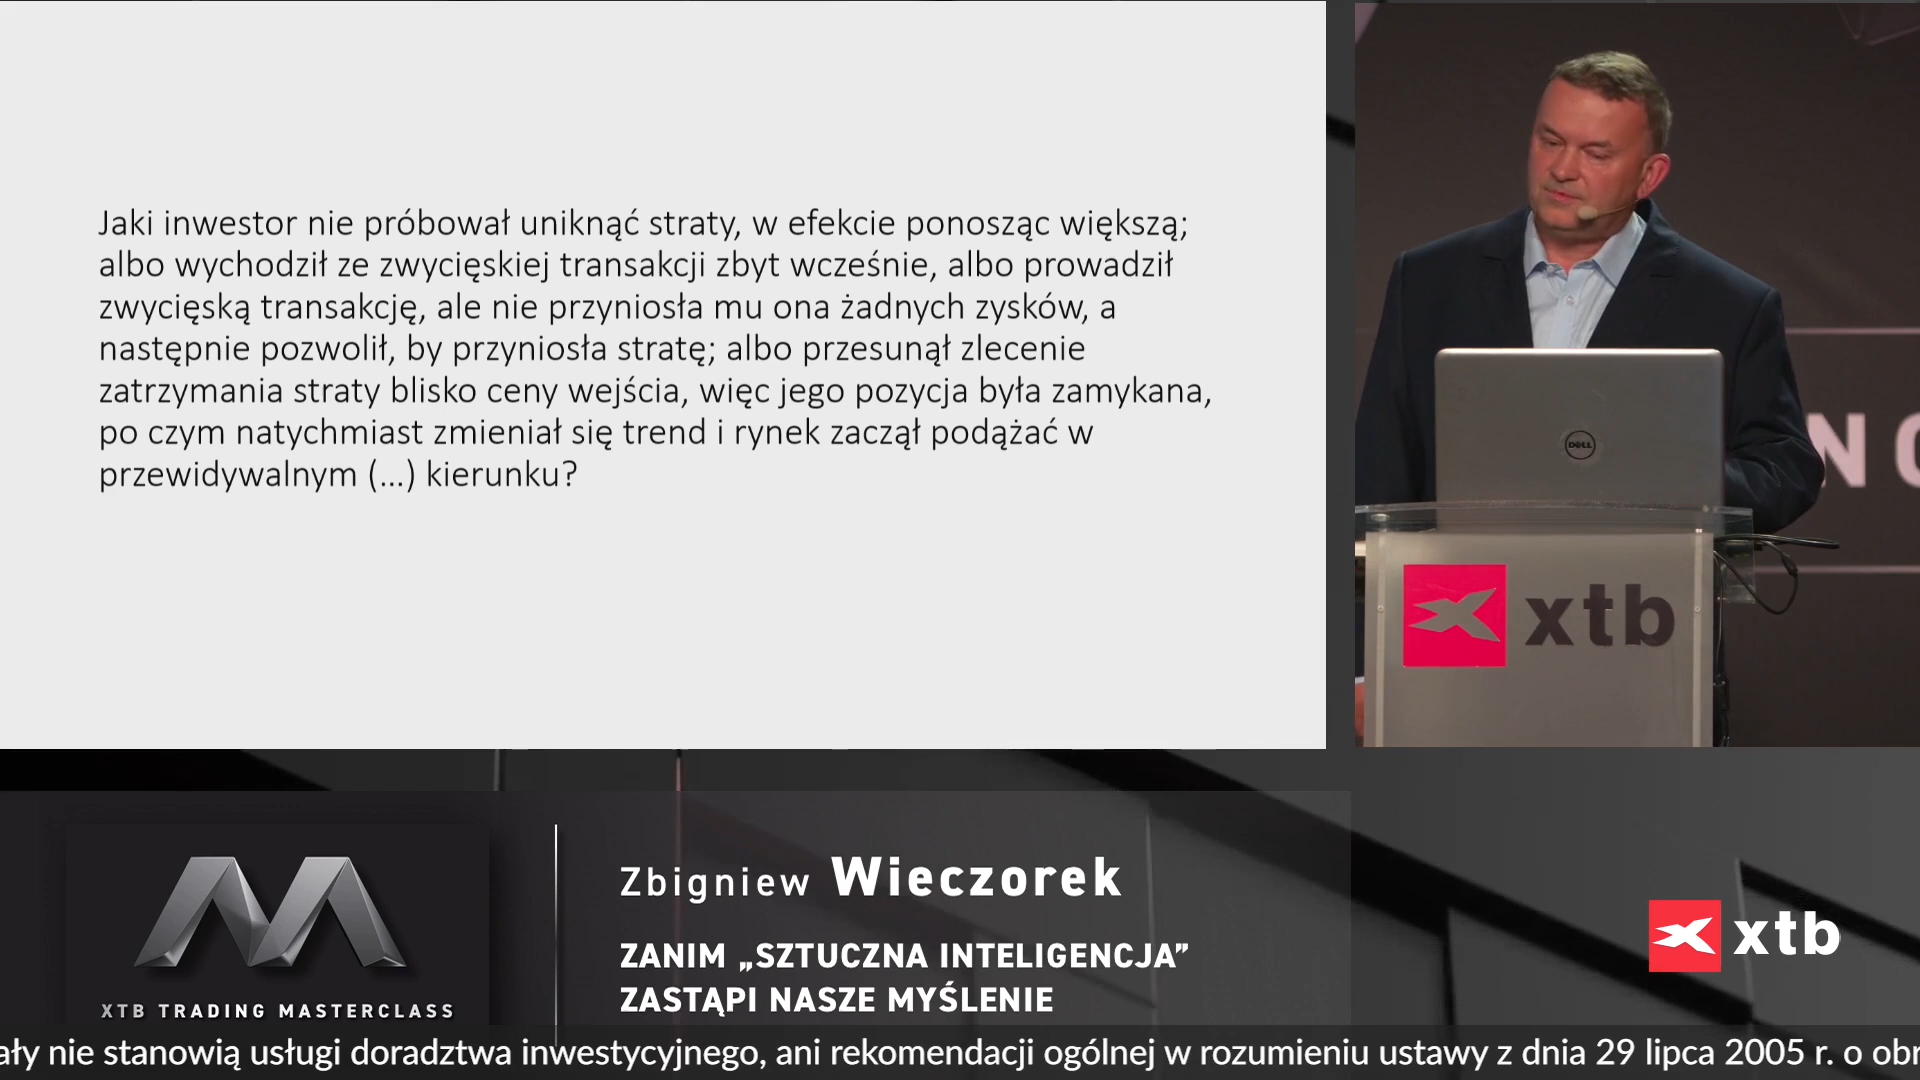 Jaki inwestor nie próbował uniknąć straty, w efekcie ponosząc większą;
albo wychodził ze zwycięskiej transakcji zbyt wcześnie, albo prowadził
zwycięską transakcję, ale nie przyniosła mu ona żadnych zysków, a
następnie pozwolił, by przyniosła stratę; albo przesunął zlecenie
zatrzymania straty blisko ceny wejścia, więc jego pozycja była zamykana,
po czym natychmiast zmieniał się trend i rynek zaczął podążać w
przewidywalnym (...) kierunku?
DELL
xtb
Zbigniew Wieczorek
ZANIM „SZTUCZNA INTELIGENCJA”
ZASTĄPI NASZE MYŚLENIE
XTB TRADING MASTERCLASS
xtb
nie stanowią usługi doradztwa inwestycyjnego, ani rekomendacji ogólnej w rozumieniu ustawy z dnia 29 lipca 2005 r. o